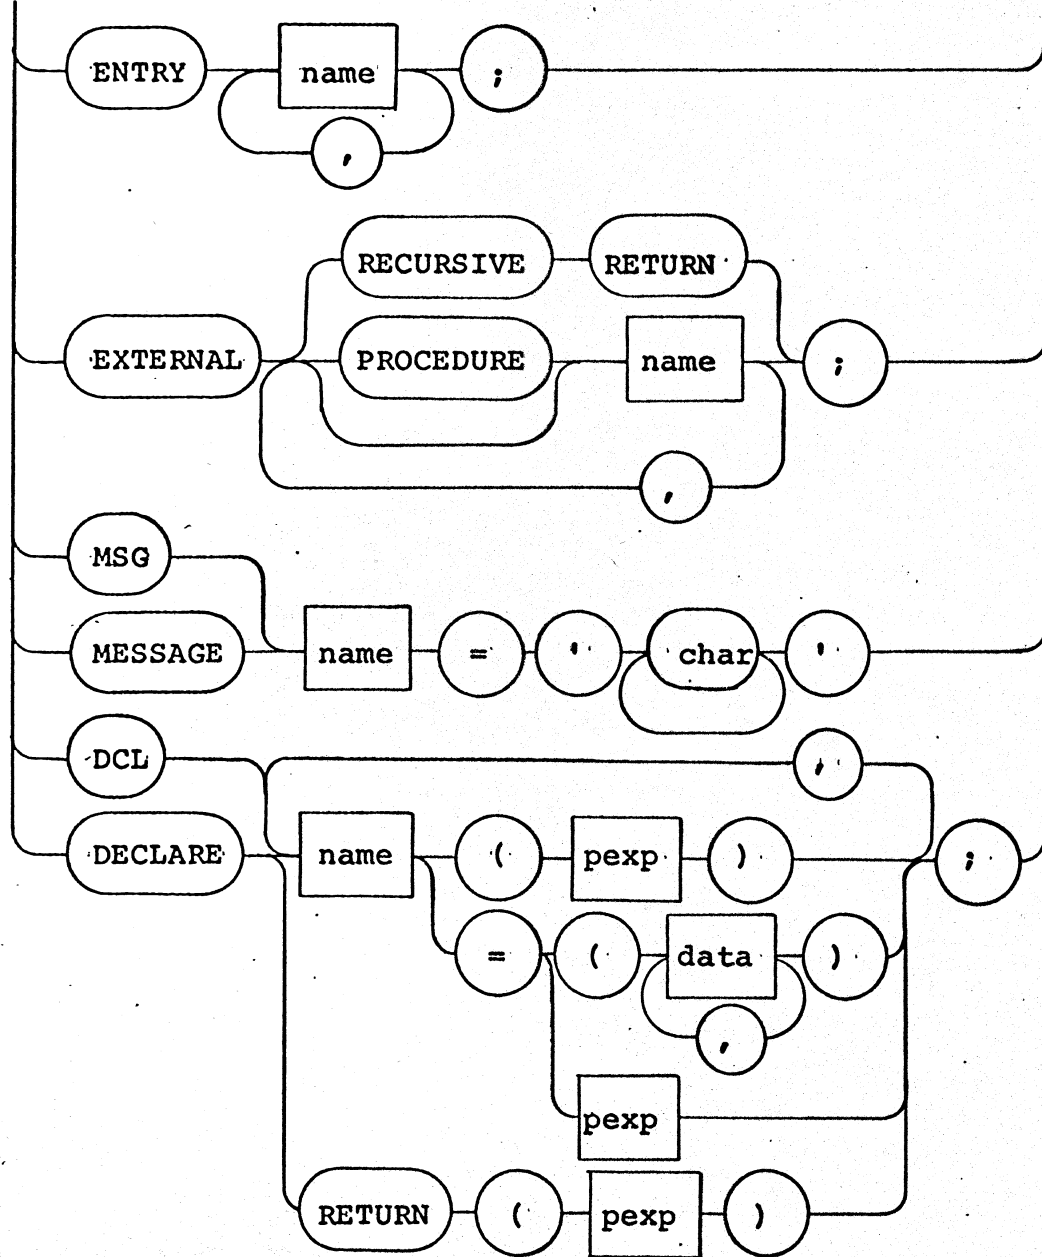 ENTRY name ;
,
RECURSIVE RETURN
EXTERNAL PROCEDURE name ;
,
MSG
MESSAGE name = ' char '
DCL ,
DECLARE name ( pexp ) ;
= ( data )
,
pexp
RETURN ( pexp )